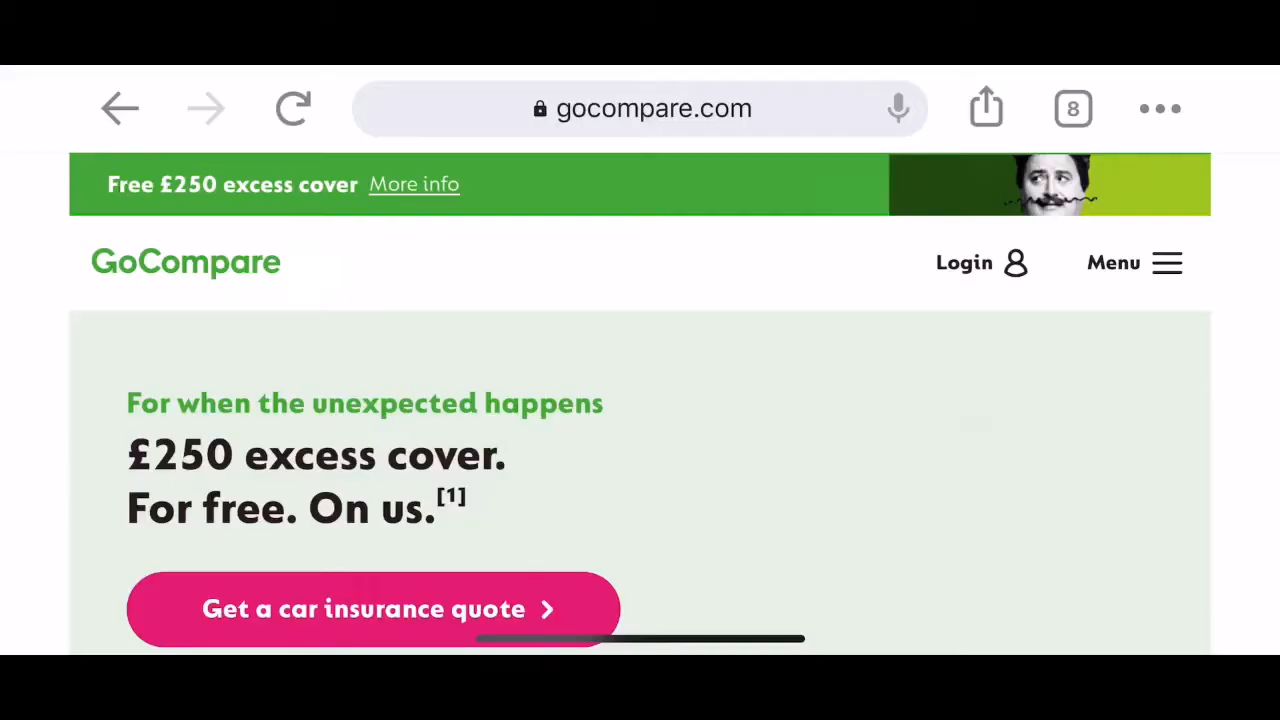 gocompare.com
8
Free £250 excess cover More info
GoCompare
Login
Menu
For when the unexpected happens
£250 excess cover.
For free. On us.[1]
Get a car insurance quote